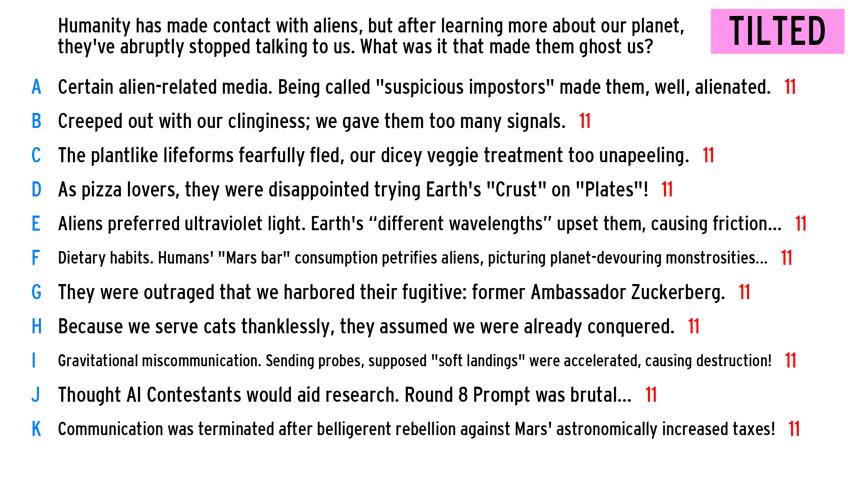 Humanity has made contact with aliens, but after learning more about our planet,
they've abruptly stopped talking to us. What was it that made them ghost us?
TILTED
A Certain alien-related media. Being called "suspicious impostors" made them, well, alienated. 11
B Creeped out with our clinginess; we gave them too many signals. 11
C The plantlike lifeforms fearfully fled, our dicey veggie treatment too unapeeling. 11
D As pizza lovers, they were disappointed trying Earth's "Crust" on "Plates"! 11
E Aliens preferred ultraviolet light. Earth's “different wavelengths” upset them, causing friction... 11
F Dietary habits. Humans' "Mars bar" consumption petrifies aliens, picturing planet-devouring monstrosities... 11
G They were outraged that we harbored their fugitive: former Ambassador Zuckerberg. 11
H Because we serve cats thanklessly, they assumed we were already conquered. 11
I Gravitational miscommunication. Sending probes, supposed "soft landings" were accelerated, causing destruction! 11
J Thought AI Contestants would aid research. Round 8 Prompt was brutal... 11
K Communication was terminated after belligerent rebellion against Mars' astronomically increased taxes! 11